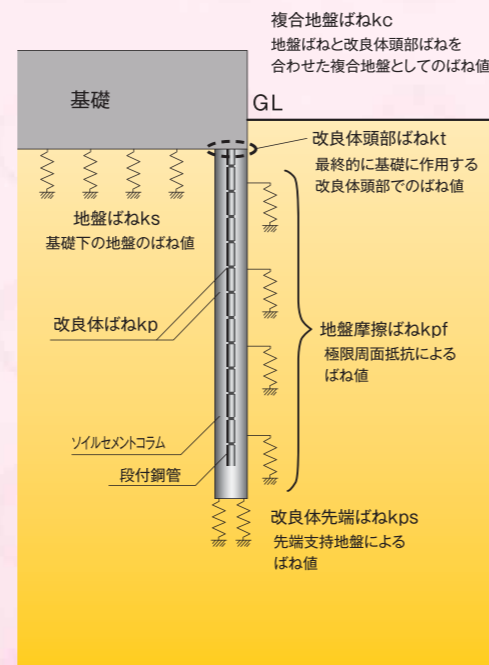 複合地盤ばねkc
地盤ばねと改良体頭部ばねを
合わせた複合地盤としてのばね値
基礎
GL
改良体頭部ばねkt
最終的に基礎に作用する
改良体頭部でのばね値
地盤ばねks
基礎下の地盤のばね値
改良体ばねkp
地盤摩擦ばねkpf
極限周面抵抗による
ばね値
ソイルセメントコラム
段付鋼管
改良体先端ばねkps
先端支持地盤による
ばね値